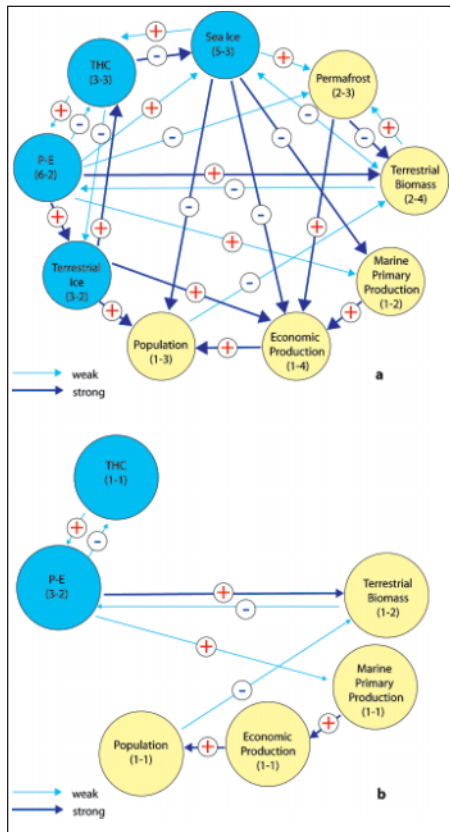 Sea Ice
(5-3)
THC
(3-3)
Permafrost
(2-3)
P-E
(6-2)
Terrestrial
Biomass
(2-4)
Terrestrial
Ice
(3-2)
Marine
Primary
Production
(1-2)
Population
(1-3)
Economic
Production
(1-4)
weak
strong
a
THC
(1-1)
P-E
(3-2)
Terrestrial
Biomass
(1-2)
Marine
Primary
Production
(1-1)
Population
(1-1)
Economic
Production
(1-1)
weak
strong
b